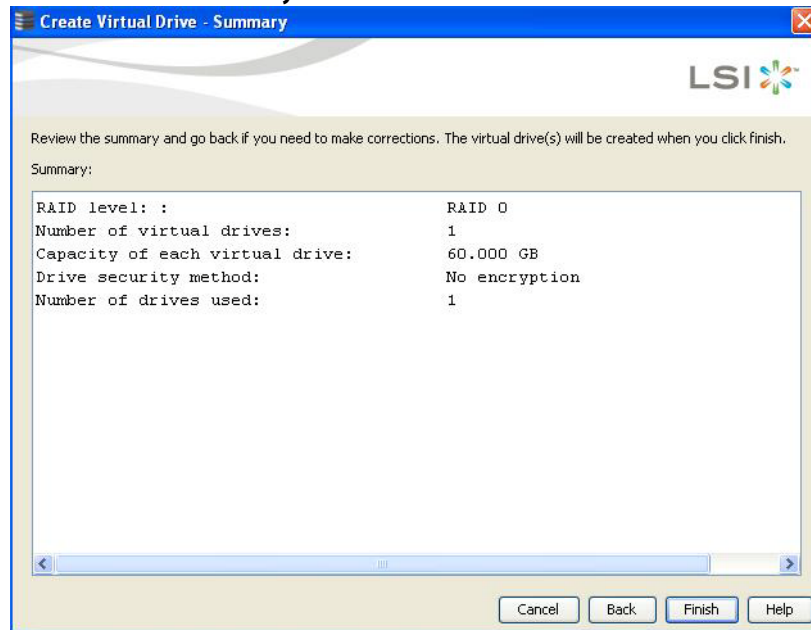 Create Virtual Drive - Summary
LSI
Review the summary and go back if you need to make corrections. The virtual drive(s) will be created when you click finish.
Summary:
RAID level: : RAID 0
Number of virtual drives: 1
Capacity of each virtual drive: 60.000 GB
Drive security method: No encryption
Number of drives used: 1
Cancel Back Finish Help